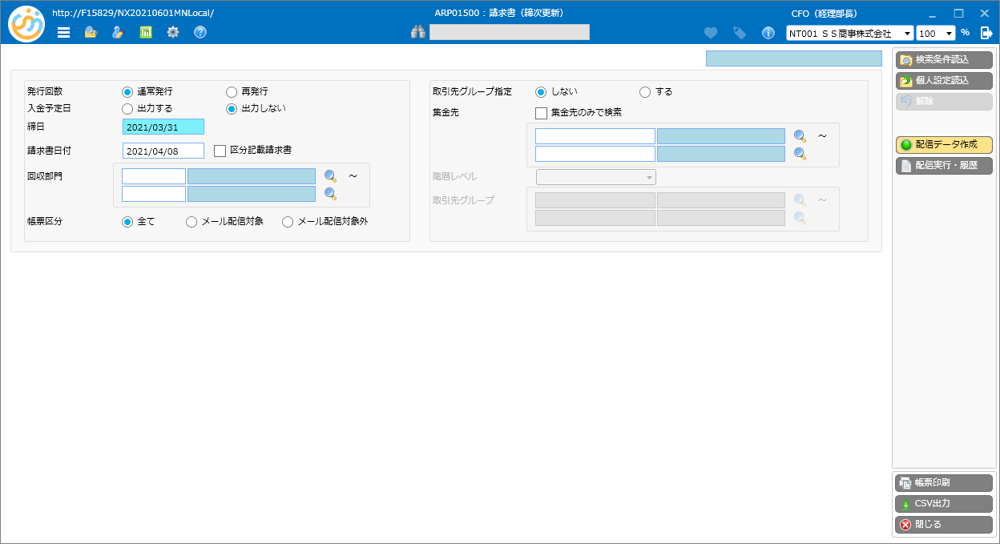 http://F15829/NX20210601MNLocal/
ARP01500：請求書（締次更新）
CFO（経理部長）
NT001 ＳＳ商事株式会社
100
%
検索条件読込
個人設定読込
解除
配信データ作成
配信実行・履歴
発行回数 通常発行 再発行
入金予定日 出力する 出力しない
締日 2021/03/31
請求書日付 2021/04/08 区分記載請求書
回収部門 ～
帳票区分 全て メール配信対象 メール配信対象外
取引先グループ指定 しない する
集金先 集金先のみで検索
～
階層レベル
取引先グループ ～
帳票印刷
CSV出力
閉じる